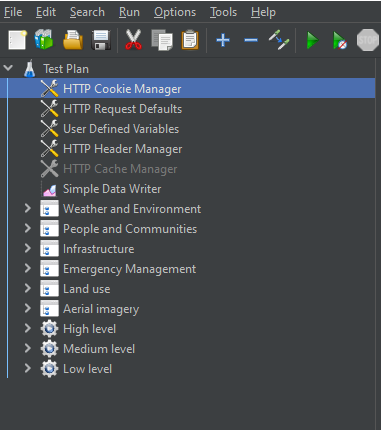 File Edit Search Run Options Tools Help
STOP
Test Plan
HTTP Cookie Manager
HTTP Request Defaults
User Defined Variables
HTTP Header Manager
HTTP Cache Manager
Simple Data Writer
Weather and Environment
People and Communities
Infrastructure
Emergency Management
Land use
Aerial imagery
High level
Medium level
Low level